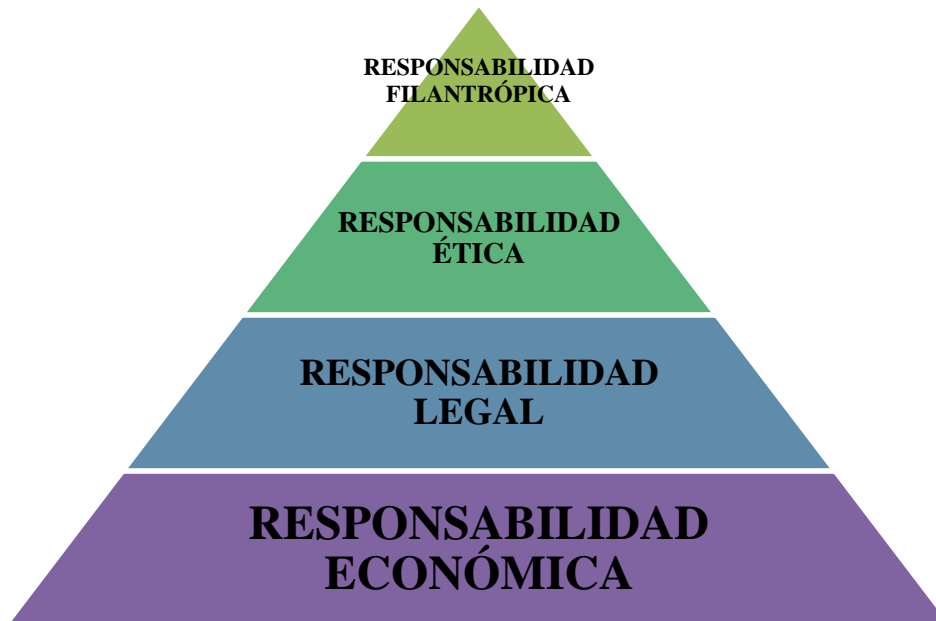 RESPONSABILIDAD
FILANTRÓPICA
RESPONSABILIDAD
ÉTICA
RESPONSABILIDAD
LEGAL
RESPONSABILIDAD
ECONÓMICA